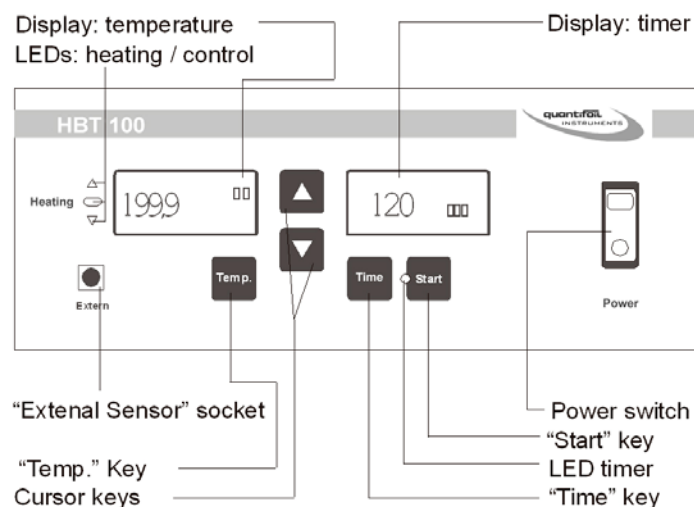 Display: temperature
LEDs: heating / control
Display: timer
HBT 100
quantifoil
INSTRUMENTS
Heating
199,9
120
Temp.
Time
Start
Extern
Power
“Extenal Sensor” socket
“Temp.” Key
Cursor keys
Power switch
“Start” key
LED timer
“Time” key